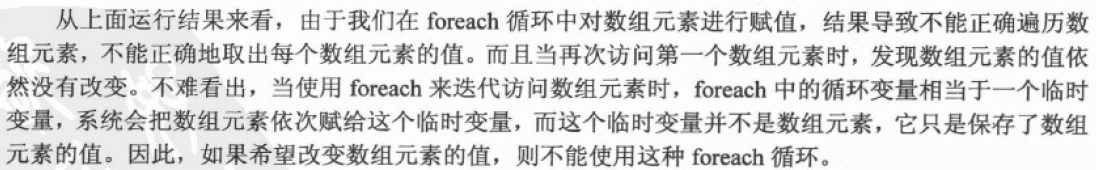 从上面运行结果来看，由于我们在 foreach 循环中对数组元素进行赋值，结果导致不能正确遍历数
组元素，不能正确地取出每个数组元素的值。而且当再次访问第一个数组元素时，发现数组元素的值依
然没有改变。不难看出，当使用 foreach 来迭代访问数组元素时，foreach 中的循环变量相当于一个临时
变量，系统会把数组元素依次赋给这个临时变量，而这个临时变量并不是数组元素，它只是保存了数组
元素的值。因此，如果希望改变数组元素的值，则不能使用这种 foreach 循环。